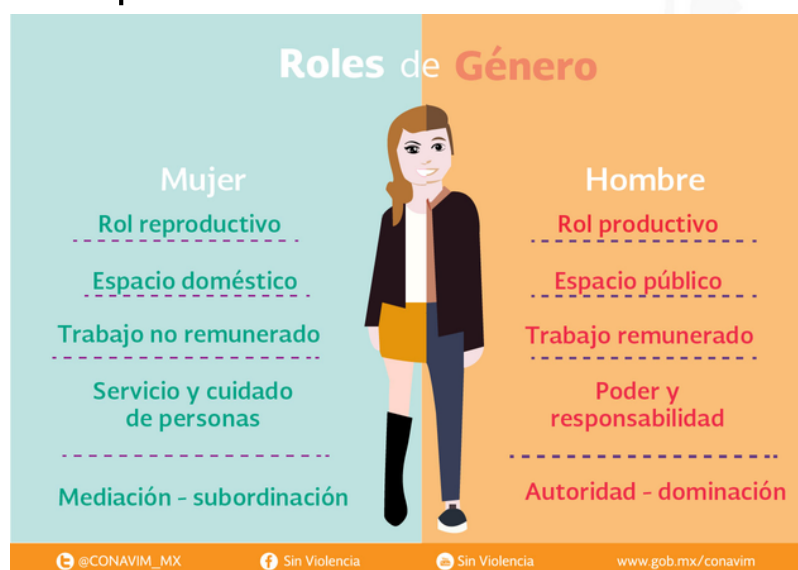 Roles de Género
Mujer
Rol reproductivo
Espacio doméstico
Trabajo no remunerado
Servicio y cuidado
de personas
Mediación - subordinación
Hombre
Rol productivo
Espacio público
Trabajo remunerado
Poder y
responsabilidad
Autoridad - dominación
@CONAVIM_MX
Sin Violencia
Sin Violencia
www.gob.mx/conavim